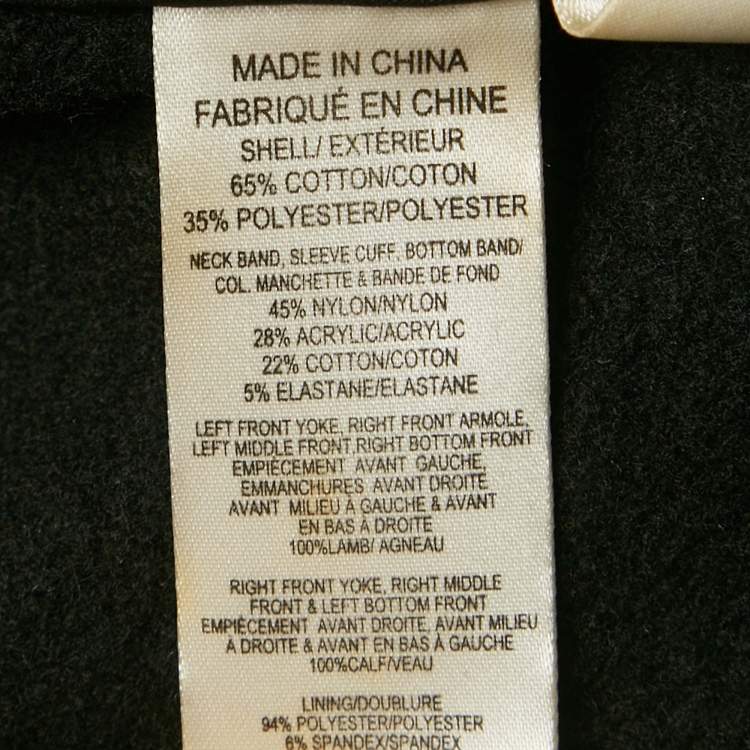 MADE IN CHINA
FABRIQUÉ EN CHINE
SHELL/ EXTÉRIEUR
65% COTTON/COTON
35% POLYESTER/POLYESTER
NECK BAND, SLEEVE CUFF, BOTTOM BAND/
COL, MANCHETTE & BANDE DE FOND
45% NYLON/NYLON
28% ACRYLIC/ACRYLIC
22% COTTON/COTON
5% ELASTANE/ELASTANE
LEFT FRONT YOKE, RIGHT FRONT ARMOLE,
LEFT MIDDLE FRONT,RIGHT BOTTOM FRONT
EMPIÈCEMENT AVANT GAUCHE,
EMMANCHURES AVANT DROITE
AVANT MILIEU À GAUCHE & AVANT
EN BAS À DROITE
100%LAMB/ AGNEAU
RIGHT FRONT YOKE, RIGHT MIDDLE
FRONT & LEFT BOTTOM FRONT
EMPIÈCEMENT AVANT DROITE, AVANT MILIEU
À DROITE & AVANT EN BAS À GAUCHE
100%CALF/VEAU
LINING/DOUBLURE
94% POLYESTER/POLYESTER
6% SPANDEX/SPANDEX